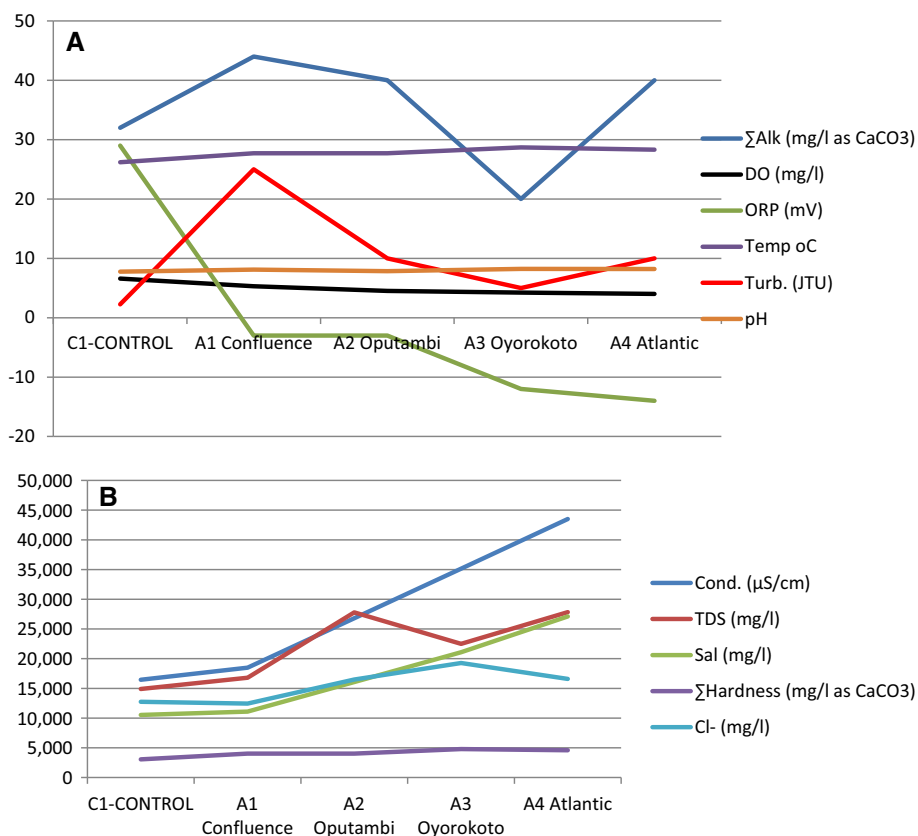 A
50
40
30
20
10
0
-10
-20
C1-CONTROL
A1 Confluence
A2 Oputambi
A3 Oyorokoto
A4 Atlantic
∑Alk (mg/l as CaCO3)
DO (mg/l)
ORP (mV)
Temp oC
Turb. (JTU)
pH
B
50,000
45,000
40,000
35,000
30,000
25,000
20,000
15,000
10,000
5,000
0
C1-CONTROL
A1
Confluence
A2
Oputambi
A3
Oyorokoto
A4 Atlantic
Cond. (µS/cm)
TDS (mg/l)
Sal (mg/l)
∑Hardness (mg/l as CaCO3)
Cl- (mg/l)